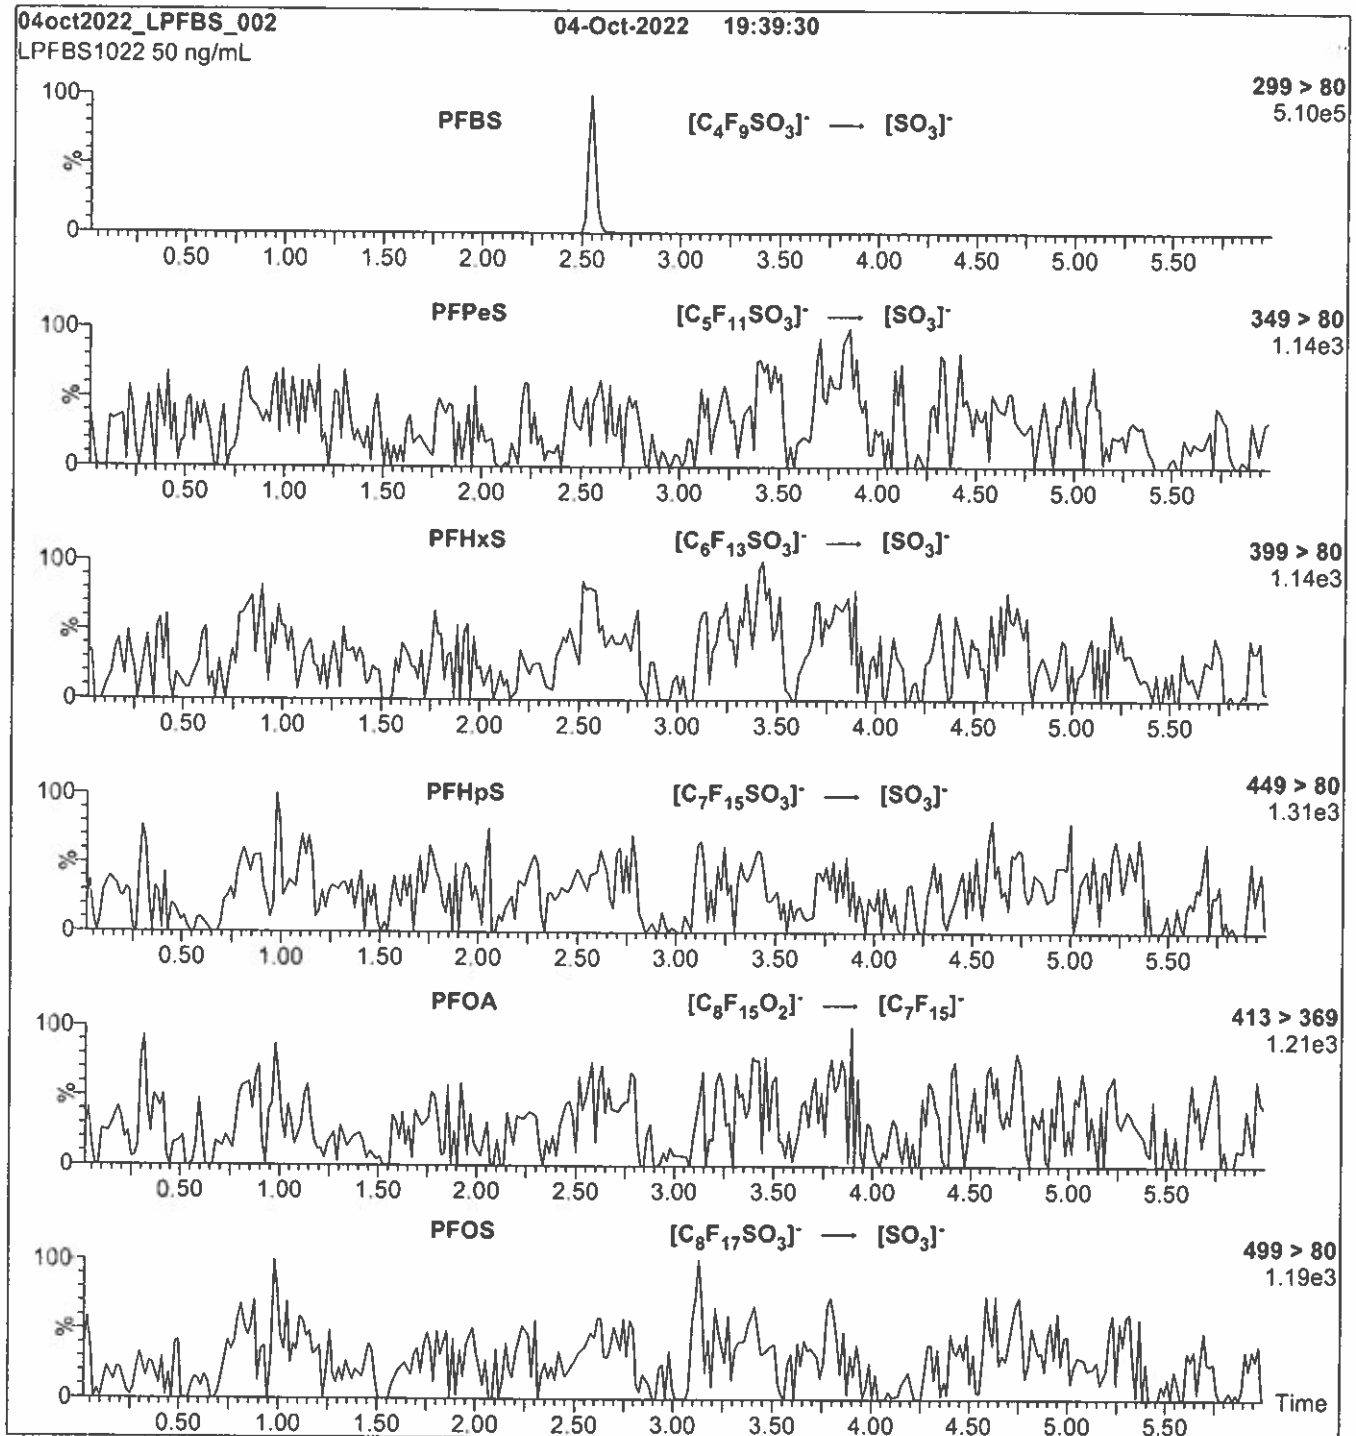 04oct2022_LPFBS_002 04-Oct-2022 19:39:30
LPFBS1022 50 ng/mL
299 > 80
5.10e5
PFBS [C₄F₉SO₃]⁻ → [SO₃]⁻
100
%
0
0.50 1.00 1.50 2.00 2.50 3.00 3.50 4.00 4.50 5.00 5.50
349 > 80
1.14e3
PFPeS [C₅F₁₁SO₃]⁻ → [SO₃]⁻
100
%
0
0.50 1.00 1.50 2.00 2.50 3.00 3.50 4.00 4.50 5.00 5.50
399 > 80
1.14e3
PFHxS [C₆F₁₃SO₃]⁻ → [SO₃]⁻
100
%
0
0.50 1.00 1.50 2.00 2.50 3.00 3.50 4.00 4.50 5.00 5.50
449 > 80
1.31e3
PFHpS [C₇F₁₅SO₃]⁻ → [SO₃]⁻
100
%
0
0.50 1.00 1.50 2.00 2.50 3.00 3.50 4.00 4.50 5.00 5.50
413 > 369
1.21e3
PFOA [C₈F₁₅O₂]⁻ → [C₇F₁₅]⁻
100
%
0
0.50 1.00 1.50 2.00 2.50 3.00 3.50 4.00 4.50 5.00 5.50
499 > 80
1.19e3
PFOS [C₈F₁₇SO₃]⁻ → [SO₃]⁻
100
%
0
0.50 1.00 1.50 2.00 2.50 3.00 3.50 4.00 4.50 5.00 5.50 Time